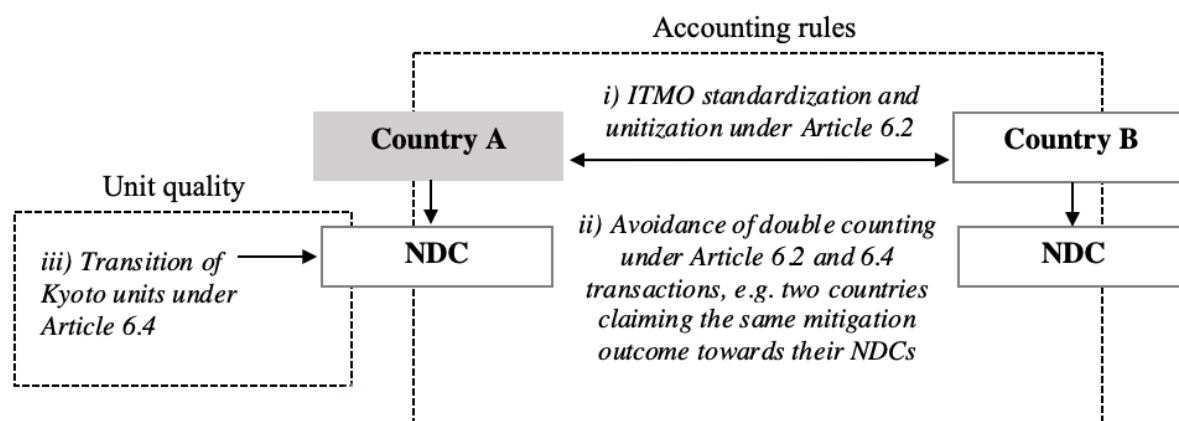 Accounting rules
i) ITMO standardization and
unitization under Article 6.2
Country A
Country B
Unit quality
iii) Transition of
Kyoto units under
Article 6.4
NDC
ii) Avoidance of double counting
under Article 6.2 and 6.4
transactions, e.g. two countries
claiming the same mitigation
outcome towards their NDCs
NDC